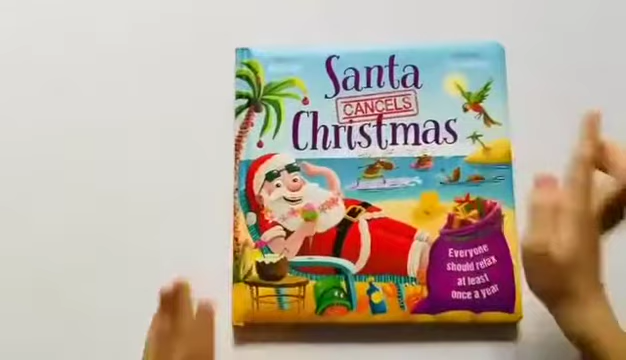 Santa
CANCELS
Christmas
Everyone
should relax
at least
once a year